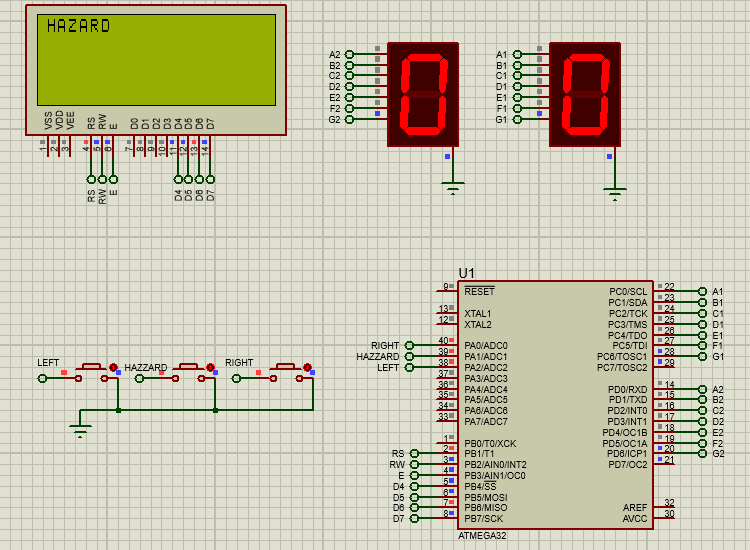 HAZARD
VSS VDD VEE RS RW E D0 D1 D2 D3 D4 D5 D6 D7
1 2 3 4 5 6 7 8 9 10 11 12 13 14
RS RW E D4 D5 D6 D7
A2
B2
C2
D2
E2
F2
G2
A1
B1
C1
D1
E1
F1
G1
U1
9 RESET PC0/SCL 22 A1
PC1/SDA 23 B1
13 XTAL1 PC2/TCK 24 C1
12 XTAL2 PC3/TMS 25 D1
PC4/TDO 26 E1
RIGHT 40 PA0/ADC0 PC5/TDI 27 F1
HAZZARD 39 PA1/ADC1 PC6/TOSC1 28 G1
LEFT 38 PA2/ADC2 PC7/TOSC2 29
37 PA3/ADC3
36 PA4/ADC4 PD0/RXD 14 A2
35 PA5/ADC5 PD1/TXD 15 B2
34 PA6/ADC6 PD2/INT0 16 C2
33 PA7/ADC7 PD3/INT1 17 D2
PD4/OC1B 18 E2
1 PB0/T0/XCK PD5/OC1A 19 F2
RS 2 PB1/T1 PD6/ICP1 20 G2
RW 3 PB2/AIN0/INT2 PD7/OC2 21
E 4 PB3/AIN1/OC0
D4 5 PB4/SS
D5 6 PB5/MOSI
D6 7 PB6/MISO AREF 32
D7 8 PB7/SCK AVCC 30
ATMEGA32
LEFT HAZZARD RIGHT